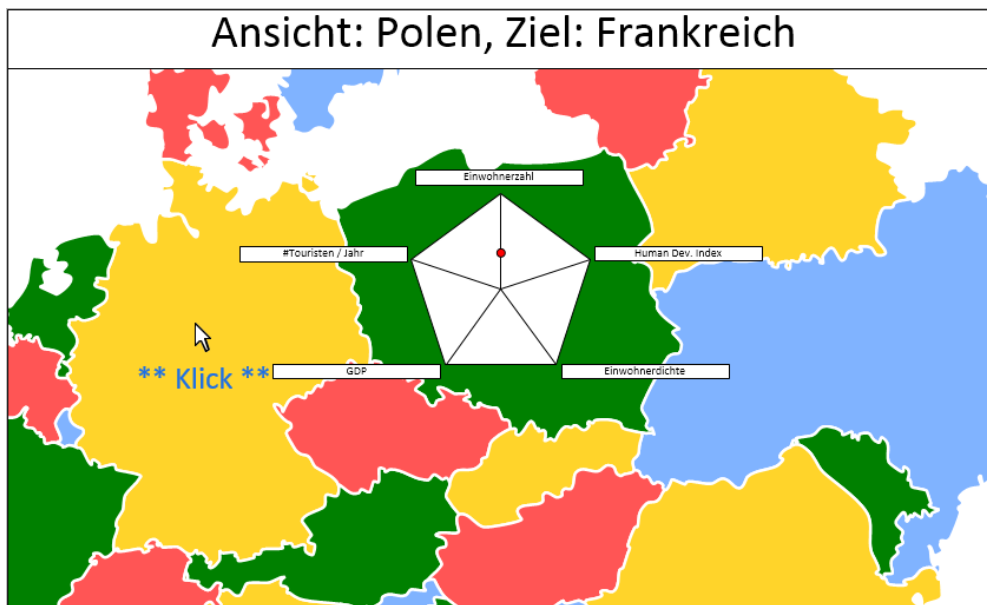 Ansicht: Polen, Ziel: Frankreich
Einwohnerzahl
#Touristen / Jahr
Human Dev. Index
** Klick **
GDP
Einwohnerdichte